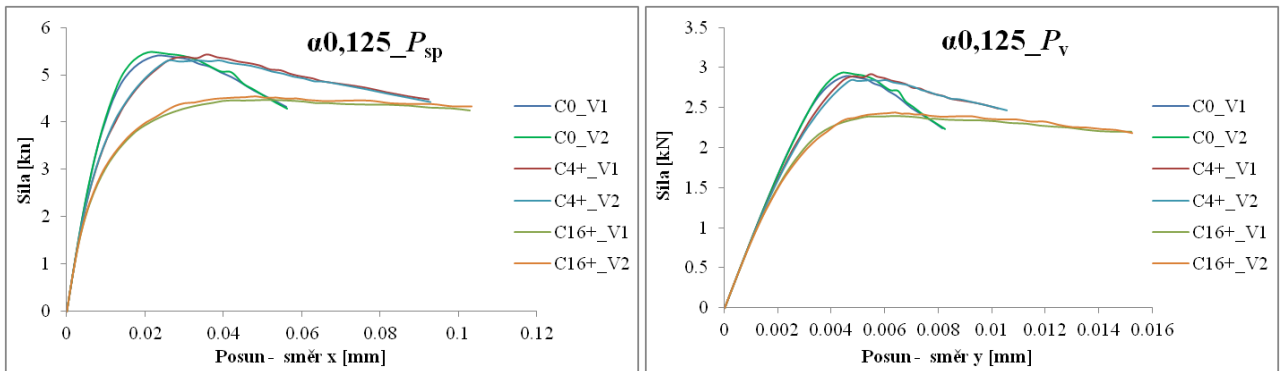 α0,125_Psp
Síla [kn]
6
5
4
3
2
1
0
0 0.02 0.04 0.06 0.08 0.1 0.12
Posun - směr x [mm]
C0_V1
C0_V2
C4+_V1
C4+_V2
C16+_V1
C16+_V2
α0,125_Pv
Síla [kN]
3.5
3
2.5
2
1.5
1
0.5
0
0 0.002 0.004 0.006 0.008 0.01 0.012 0.014 0.016
Posun - směr y [mm]
C0_V1
C0_V2
C4+_V1
C4+_V2
C16+_V1
C16+_V2